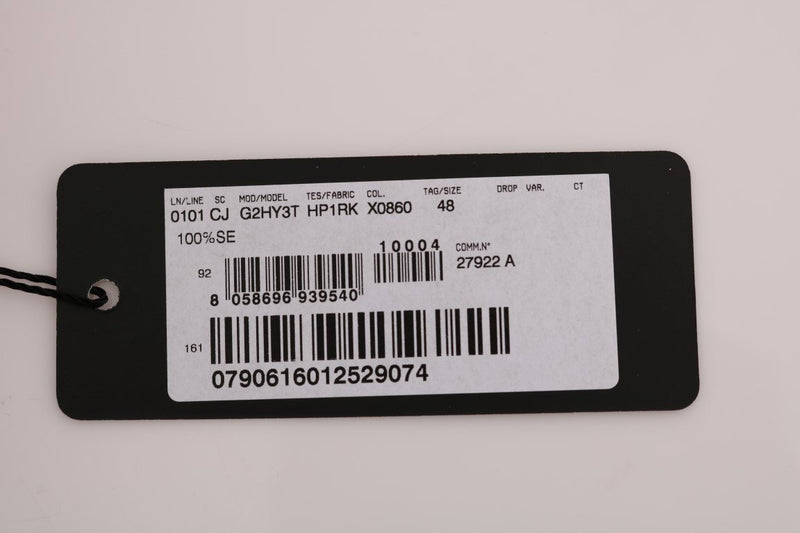 LN/LINE SC MOD/MODEL TES/FABRIC COL. TAG/SIZE DROP VAR. CT
0101 CJ G2HY3T HP1RK X0860 48
100%SE
10004
COMM.N°
92
27922 A
8 058696 939540
161
0790616012529074